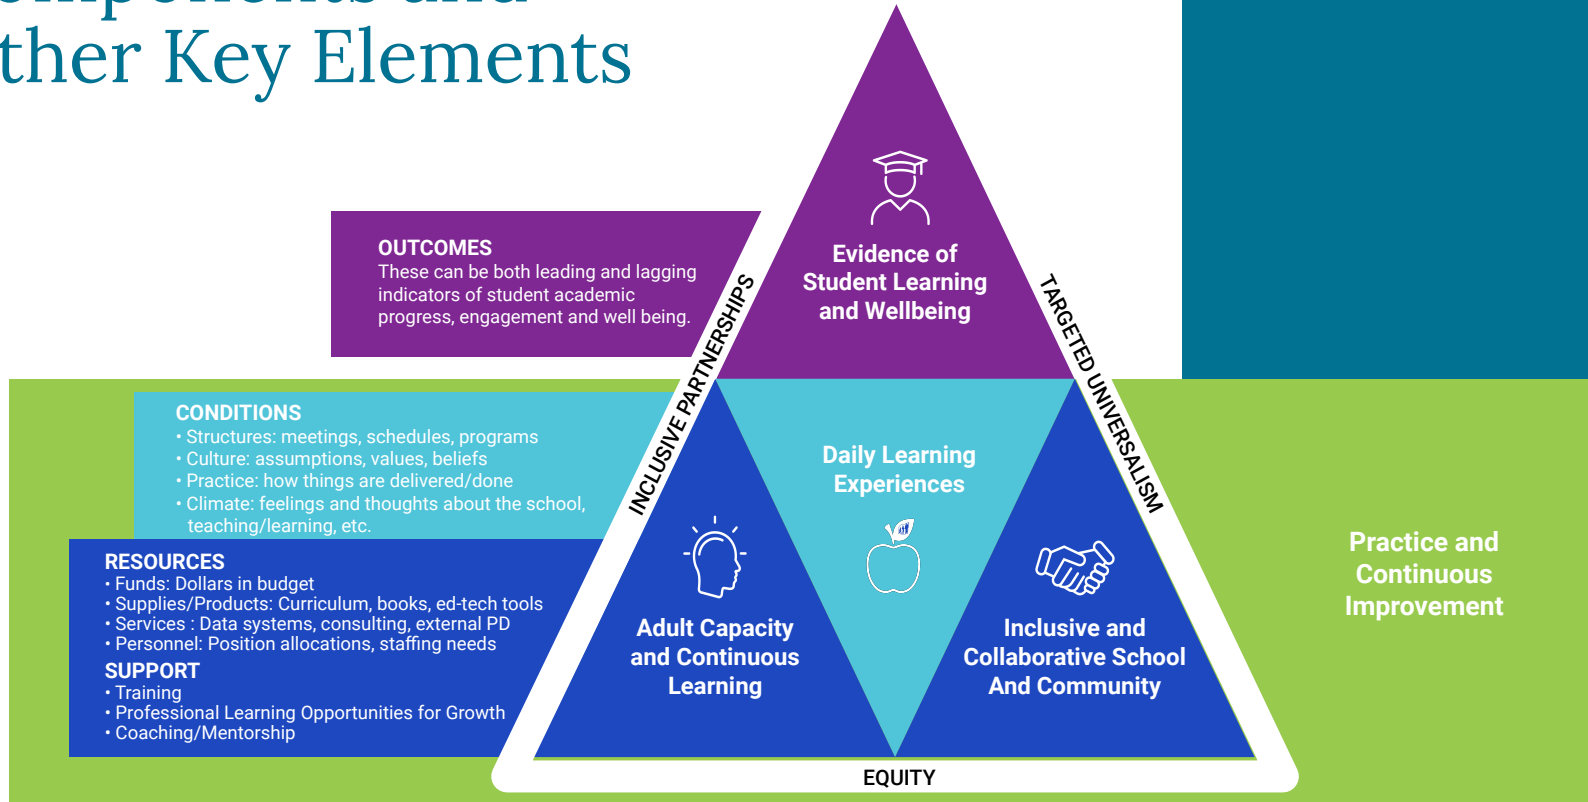 ther Key Elements
Evidence of
Student Learning
and Wellbeing
OUTCOMES
These can be both leading and lagging
indicators of student academic
progress, engagement and well being.
INCLUSIVE PARTNERSHIPS
TARGETED UNIVERSALISM
CONDITIONS
• Structures: meetings, schedules, programs
• Culture: assumptions, values, beliefs
• Practice: how things are delivered/done
• Climate: feelings and thoughts about the school,
teaching/learning, etc.
Daily Learning
Experiences
RESOURCES
• Funds: Dollars in budget
• Supplies/Products: Curriculum, books, ed-tech tools
• Services : Data systems, consulting, external PD
• Personnel: Position allocations, staffing needs
SUPPORT
• Training
• Professional Learning Opportunities for Growth
• Coaching/Mentorship
Adult Capacity
and Continuous
Learning
Inclusive and
Collaborative School
And Community
Practice and
Continuous
Improvement
EQUITY